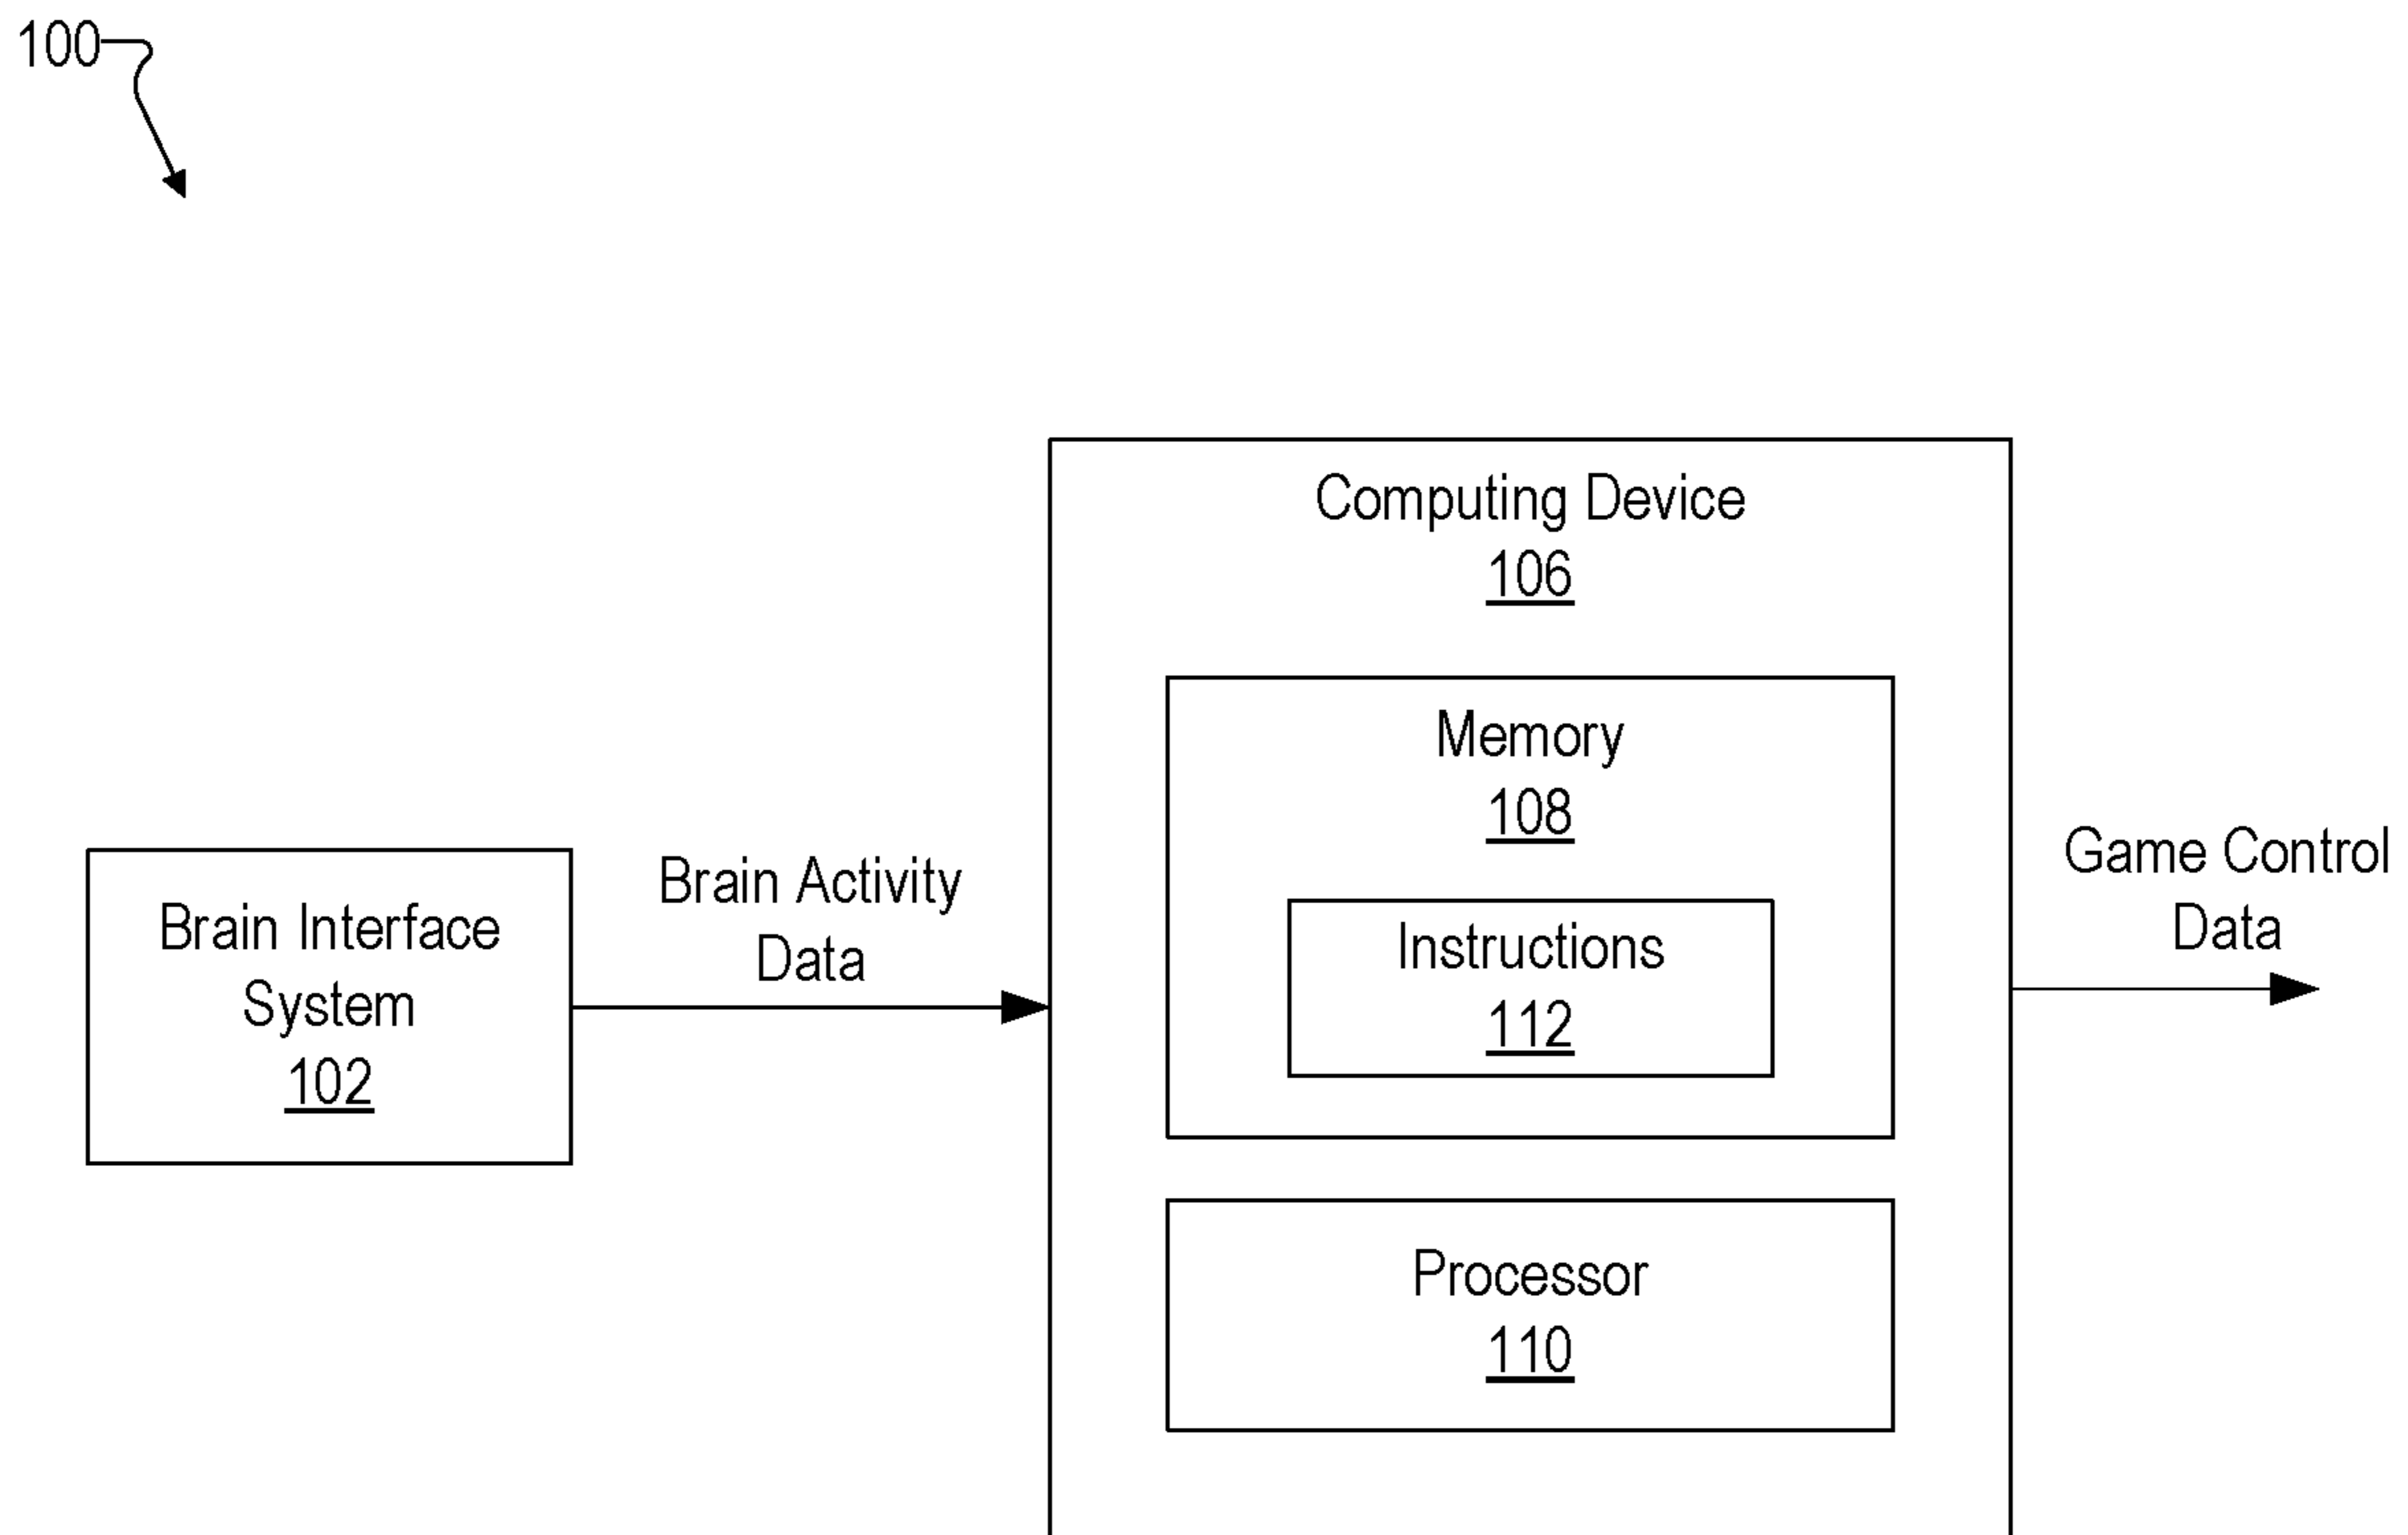 100
Computing Device
106
Memory
108
Instructions
112
Processor
110
Brain Interface
System
102
Brain Activity
Data
Game Control
Data